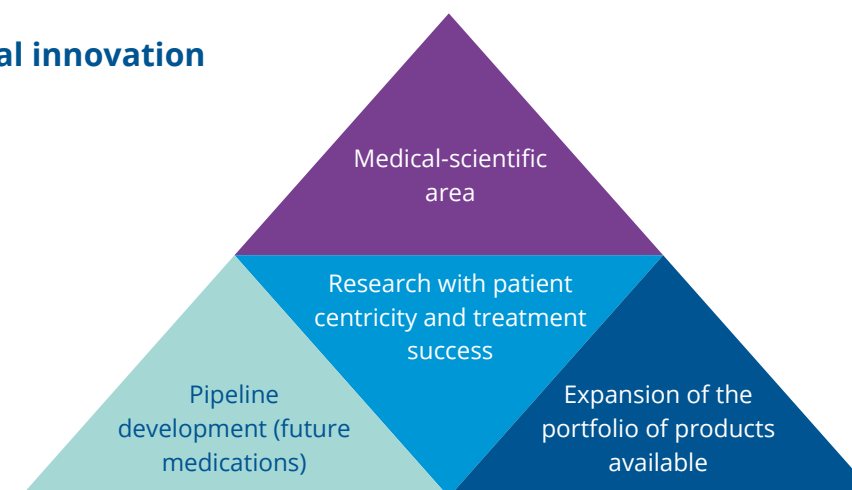 al innovation
Medical-scientific
area
Research with patient
centricity and treatment
success
Pipeline
development (future
medications)
Expansion of the
portfolio of products
available